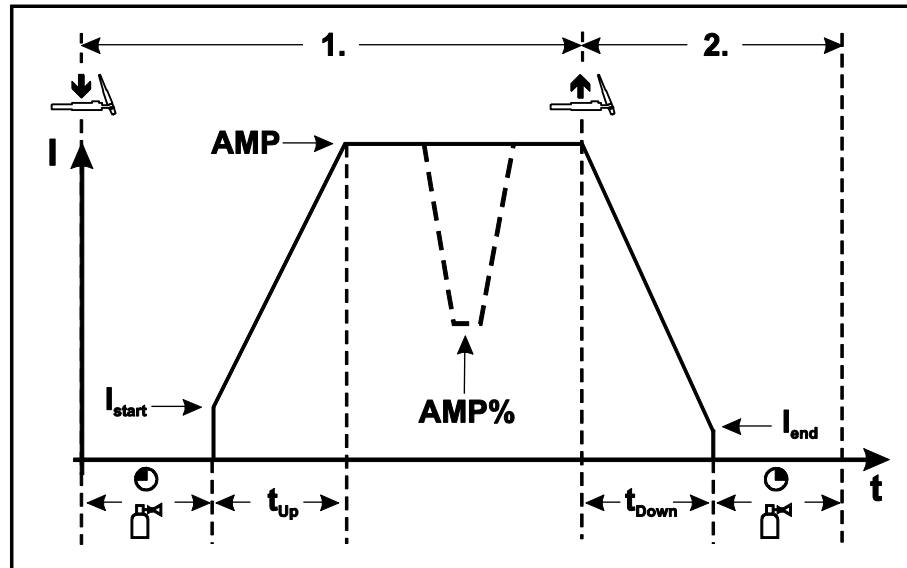 1. 2.
AMP
I
Istart
AMP%
Iend
t
tUp tDown